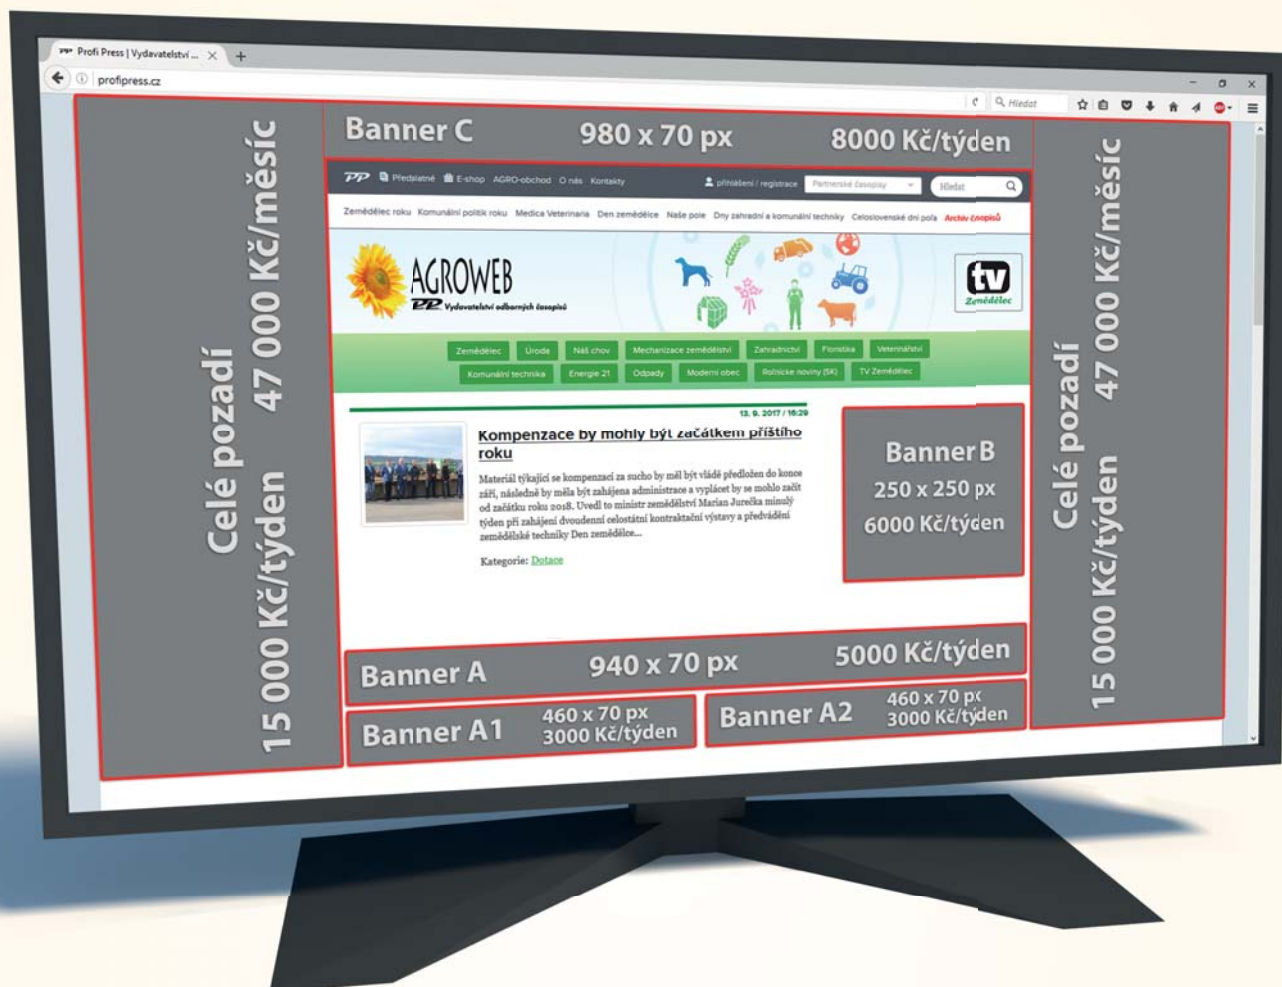 Profi Press | Vydavatelství ...
profipress.cz
Hledat
Banner C 980 x 70 px 8000 Kč/týden
Celé pozadí
15 000 Kč/týden 47 000 Kč/měsíc
PP Předplatné E-shop AGRO-obchod O nás Kontakty přihlášení / registrace Partnerské časopisy Hledat
Zemědělec roku Komunální politik roku Medica Veterinaria Den zemědělce Naše pole Dny zahradní a komunální techniky Celoslovenské dni poľa Archiv časopisů
AGROWEB
PP Vydavatelství odborných časopisů
tv
Zemědělec
Zemědělec Úroda Náš chov Mechanizace zemědělství Zahradnictví Floristika Veterinářství
Komunální technika Energie 21 Odpady Moderní obec Roľnícke noviny (SK) TV Zemědělec
13. 9. 2017 / 16:29
Kompenzace by mohly být začátkem příštího
roku
Materiál týkající se kompenzací za sucho by měl být vládě předložen do konce
září, následně by měla být zahájena administrace a vyplácet by se mohlo začít
od začátku roku 2018. Uvedl to ministr zemědělství Marian Jurečka minulý
týden při zahájení dvoudenní celostátní kontraktační výstavy a předvádění
zemědělské techniky Den zemědělce...
Kategorie: Dotace
Banner B
250 x 250 px
6000 Kč/týden
Celé pozadí
15 000 Kč/týden 47 000 Kč/měsíc
Banner A 940 x 70 px 5000 Kč/týden
Banner A1 460 x 70 px
3000 Kč/týden
Banner A2 460 x 70 px
3000 Kč/týden